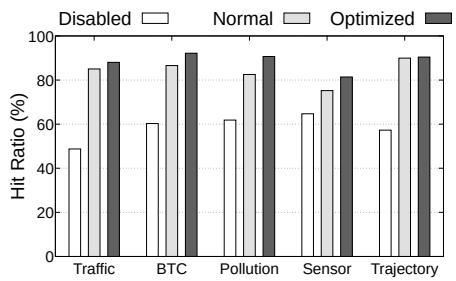 Disabled Normal Optimized
Hit Ratio (%)
100
80
60
40
20
0
Traffic BTC Pollution Sensor Trajectory